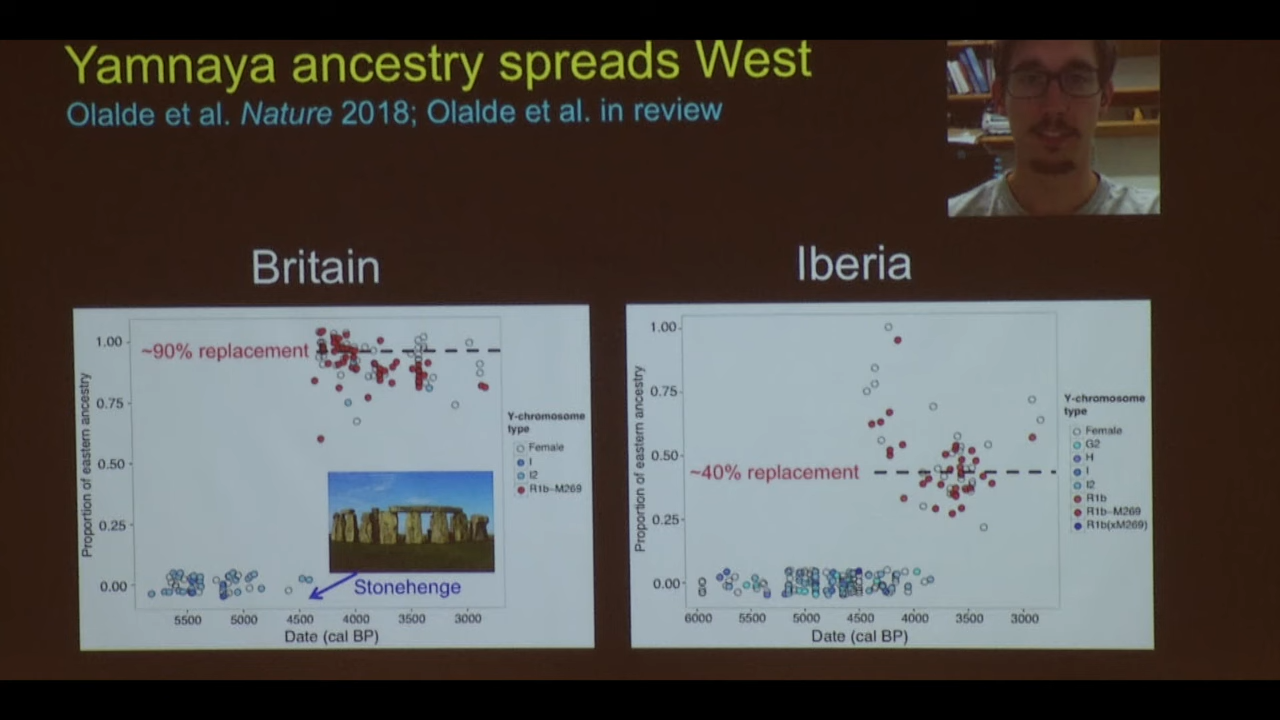 Yamnaya ancestry spreads West
Olalde et al. Nature 2018; Olalde et al. in review
Britain
Iberia
~90% replacement
1.00
0.75
0.50
0.25
0.00
Proportion of eastern ancestry
5500 5000 4500 4000 3500 3000
Date (cal BP)
Stonehenge
Y-chromosome
type
Female
I
I2
R1b-M269
~40% replacement
1.00
0.75
0.50
0.25
0.00
Proportion of eastern ancestry
6000 5500 5000 4500 4000 3500 3000
Date (cal BP)
Y-chromosome
type
Female
G2
H
I
I2
R1b
R1b-M269
R1b(xM269)